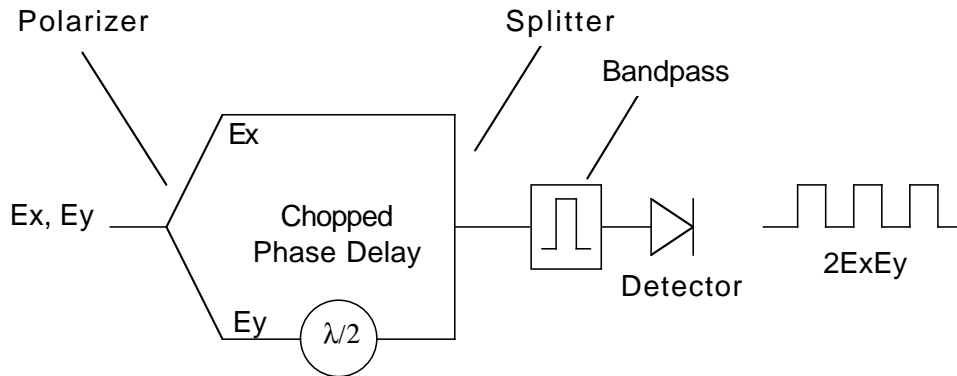 Polarizer
Splitter
Bandpass
Ex
Ex, Ey
Chopped
Phase Delay
2ExEy
Detector
Ey
λ/2